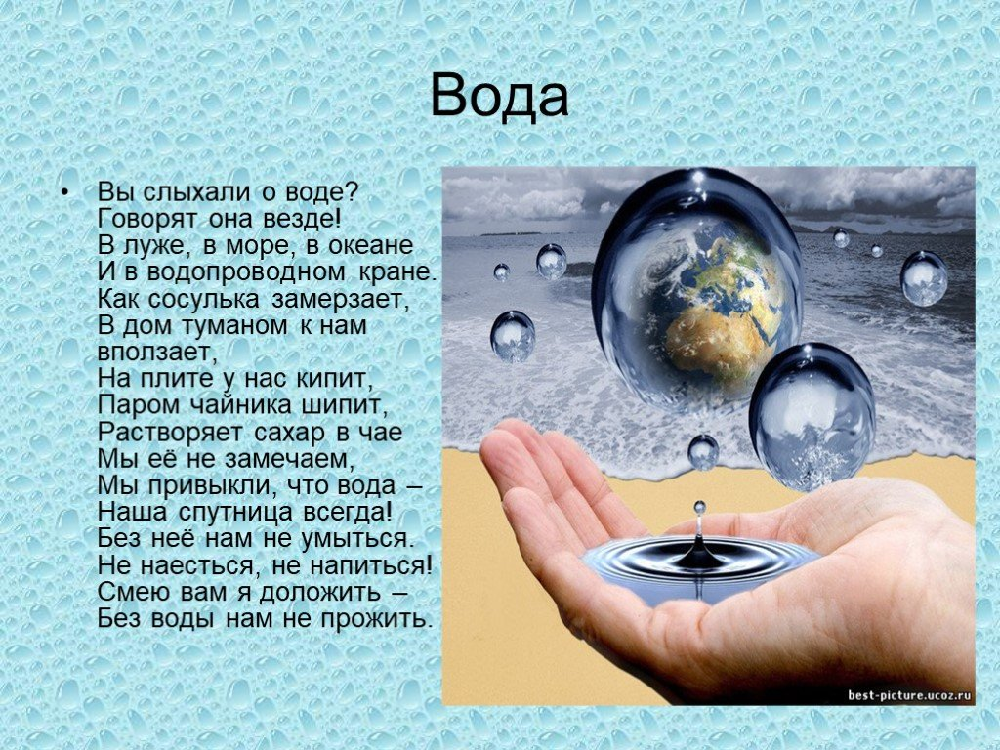 Вода
• Вы слыхали о воде?
Говорят она везде!
В луже, в море, в океане
И в водопроводном кране.
Как сосулька замерзает,
В дом туманом к нам
вползает,
На плите у нас кипит,
Паром чайника шипит,
Растворяет сахар в чае
Мы её не замечаем,
Мы привыкли, что вода –
Наша спутница всегда!
Без неё нам не умыться.
Не наесться, не напиться!
Смею вам я доложить –
Без воды нам не прожить.
best-picture.ucoz.ru